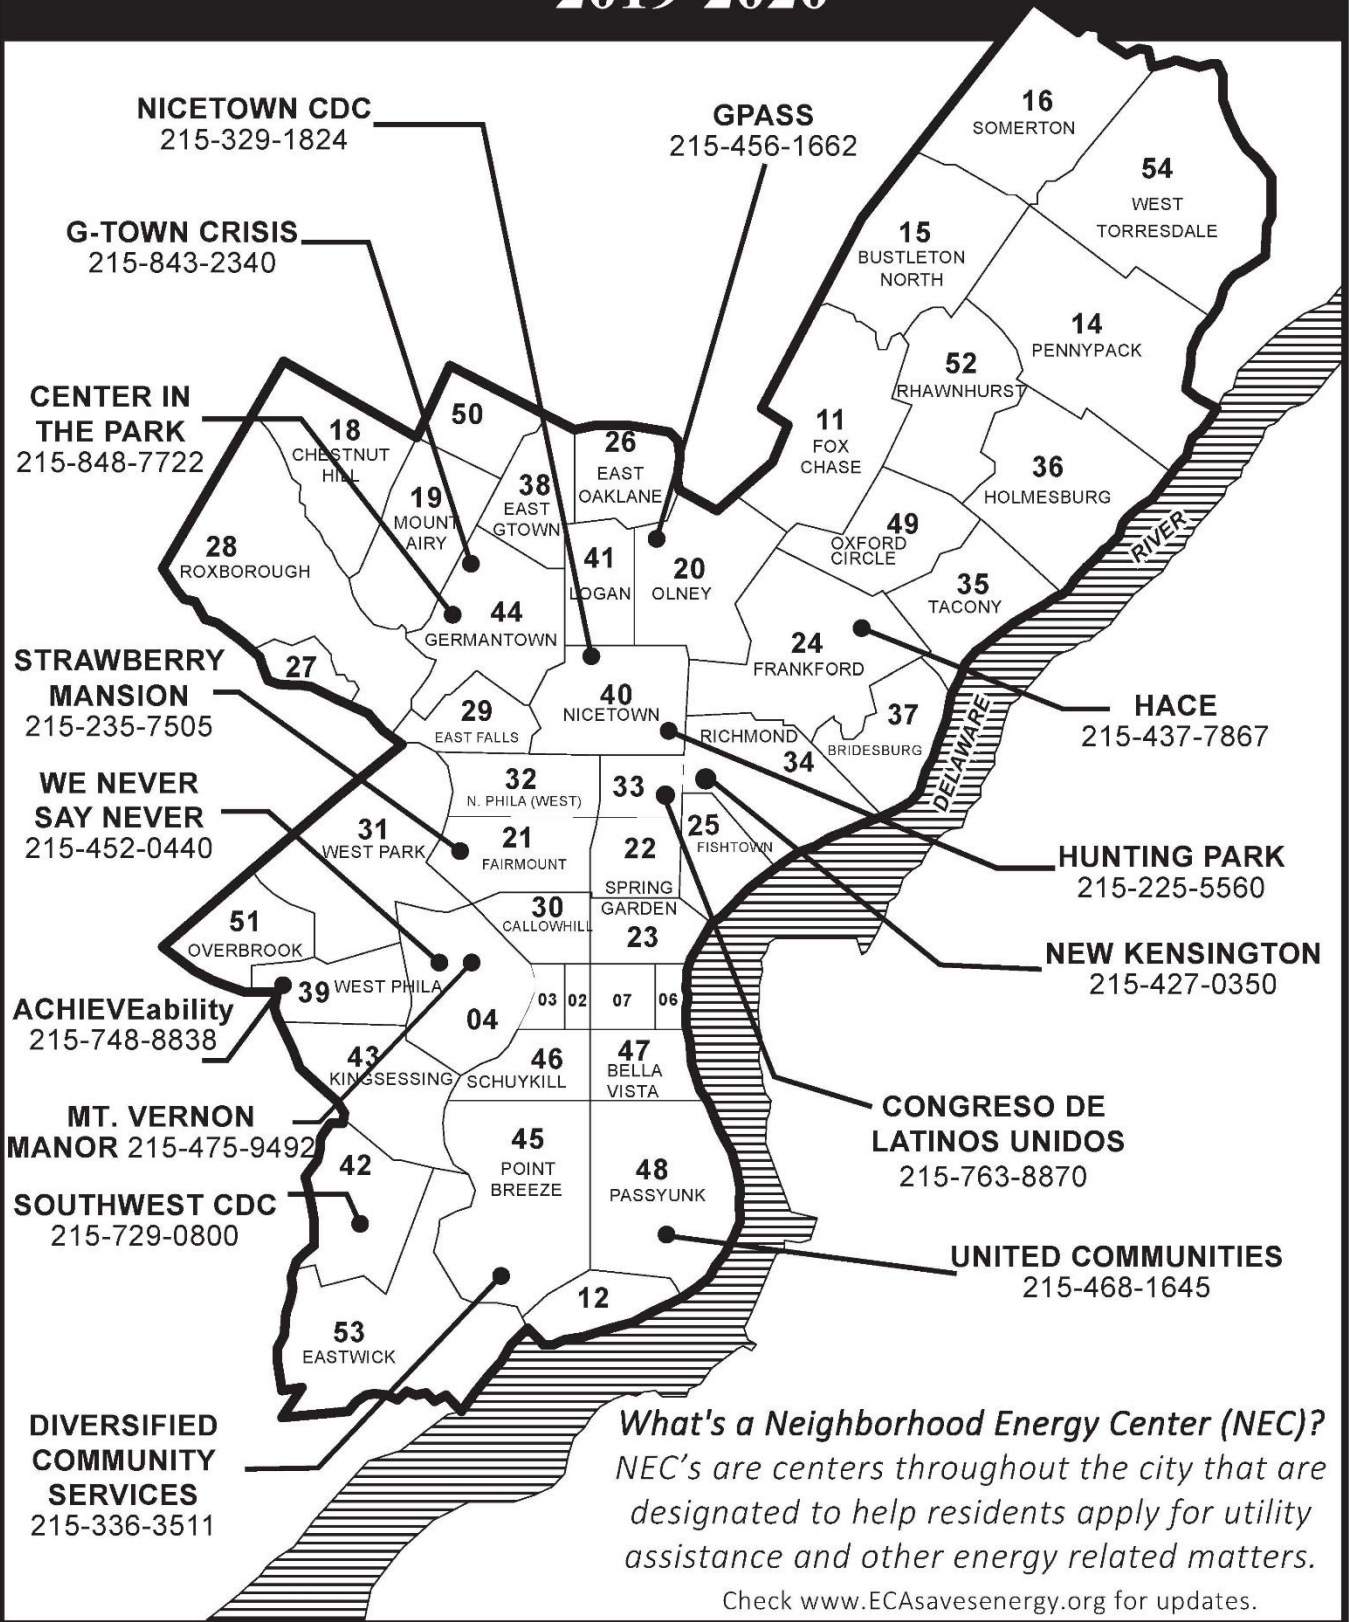 2019-2020
NICETOWN CDC
215-329-1824
GPASS
215-456-1662
G-TOWN CRISIS
215-843-2340
CENTER IN
THE PARK
215-848-7722
STRAWBERRY
MANSION
215-235-7505
WE NEVER
SAY NEVER
215-452-0440
ACHIEVEability
215-748-8838
MT. VERNON
MANOR 215-475-9492
SOUTHWEST CDC
215-729-0800
DIVERSIFIED
COMMUNITY
SERVICES
215-336-3511
HACE
215-437-7867
HUNTING PARK
215-225-5560
NEW KENSINGTON
215-427-0350
CONGRESO DE
LATINOS UNIDOS
215-763-8870
UNITED COMMUNITIES
215-468-1645
16
SOMERTON
54
WEST
TORRESDALE
15
BUSTLETON
NORTH
14
PENNYPACK
52
RHAWNHURST
11
FOX
CHASE
36
HOLMESBURG
49
OXFORD
CIRCLE
35
TACONY
50
18
CHESTNUT
HILL
19
MOUNT
AIRY
38
EAST
GTOWN
26
EAST
OAKLANE
28
ROXBOROUGH
41
LOGAN
20
OLNEY
44
GERMANTOWN
24
FRANKFORD
27
29
EAST FALLS
40
NICETOWN
37
BRIDESBURG
RICHMOND
34
32
N. PHILA (WEST)
33
31
WEST PARK
21
FAIRMOUNT
22
SPRING
GARDEN
25
FISHTOWN
30
CALLOWHILL
23
51
OVERBROOK
39 WEST PHILA
04
03
02
07
06
43
KINGSESSING
46
SCHUYKILL
47
BELLA
VISTA
42
45
POINT
BREEZE
48
PASSYUNK
12
53
EASTWICK
DELAWARE
RIVER
What's a Neighborhood Energy Center (NEC)?
NEC's are centers throughout the city that are
designated to help residents apply for utility
assistance and other energy related matters.
Check www.ECAsavesenergy.org for updates.